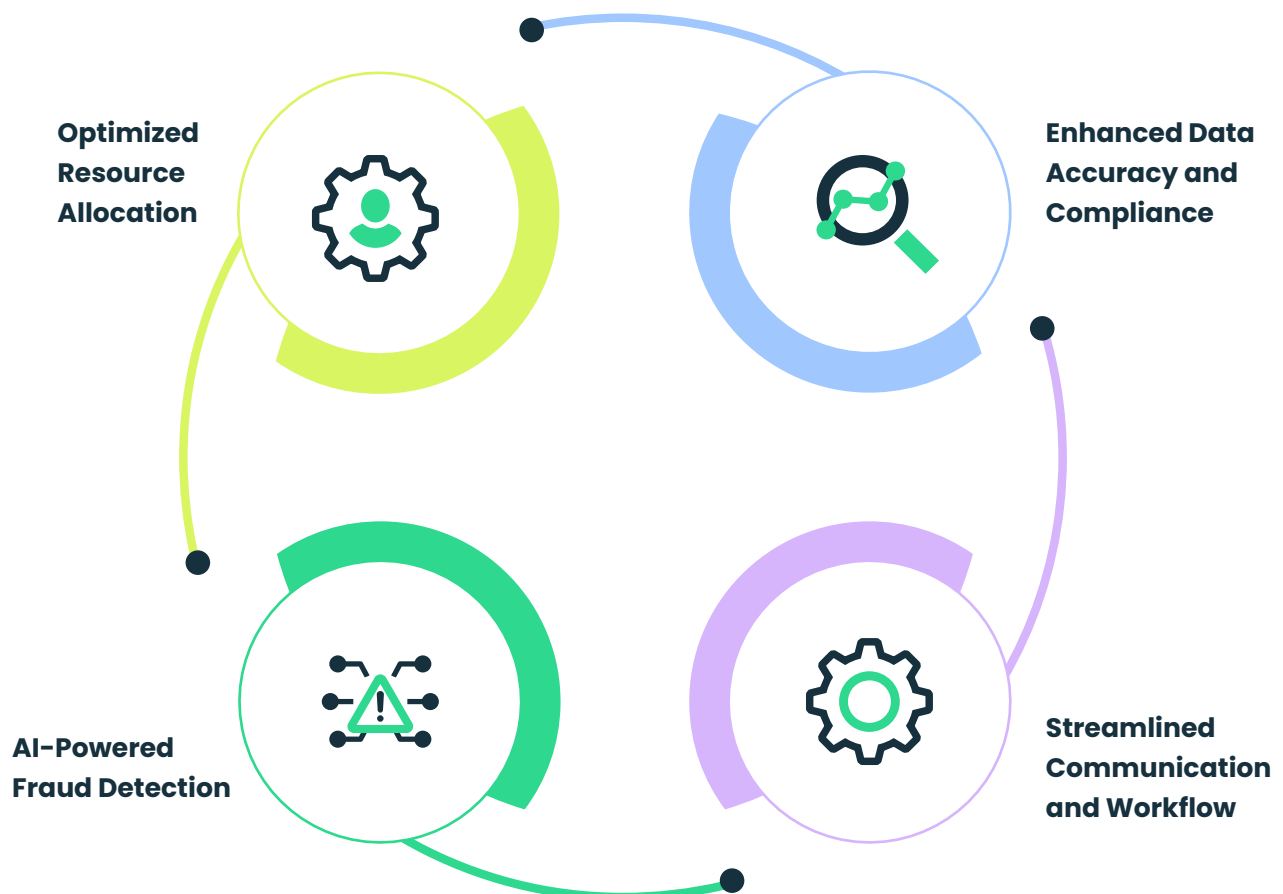 Optimized
Resource
Allocation
Enhanced Data
Accuracy and
Compliance
AI-Powered
Fraud Detection
Streamlined
Communication
and Workflow